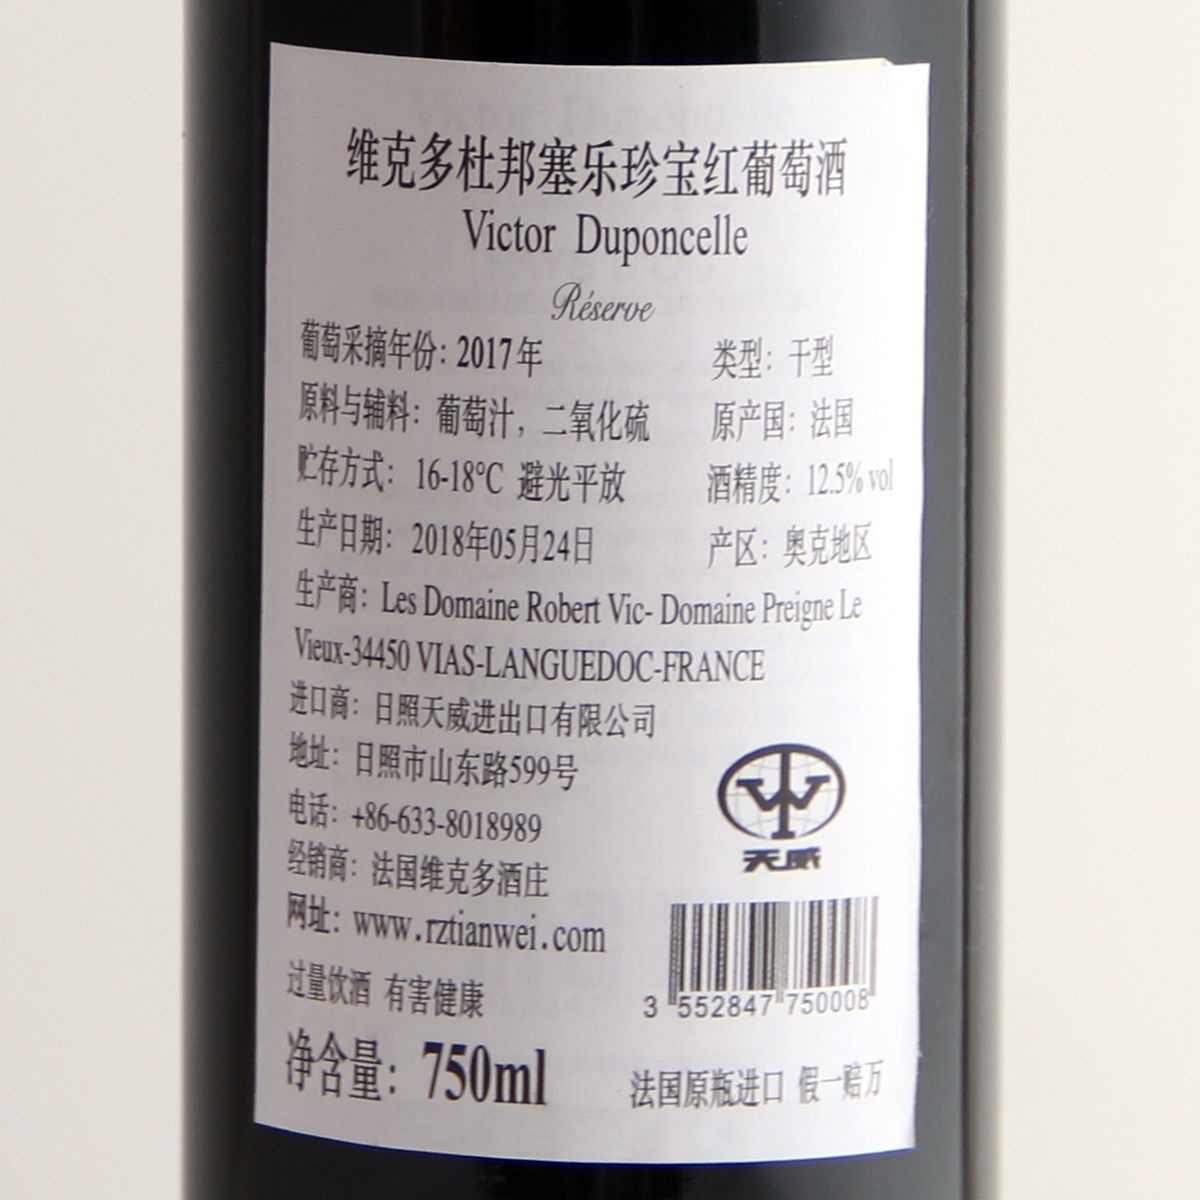 维克多杜邦塞乐珍宝红葡萄酒
Victor Duponcelle
Réserve
葡萄采摘年份: 2017年 类型: 干型
原料与辅料: 葡萄汁, 二氧化硫 原产国: 法国
贮存方式: 16-18°C 避光平放 酒精度: 12.5% vol
生产日期: 2018年05月24日 产区: 奥克地区
生产商: Les Domaine Robert Vic- Domaine Preigne Le
Vieux-34450 VIAS-LANGUEDOC-FRANCE
进口商: 日照天威进出口有限公司
地址: 日照市山东路599号
电话: +86-633-8018989
经销商: 法国维克多酒庄
网址: www.rztianwei.com
过量饮酒 有害健康
净含量: 750ml
TW
天威
3 552847 750008
法国原瓶进口 假一赔万